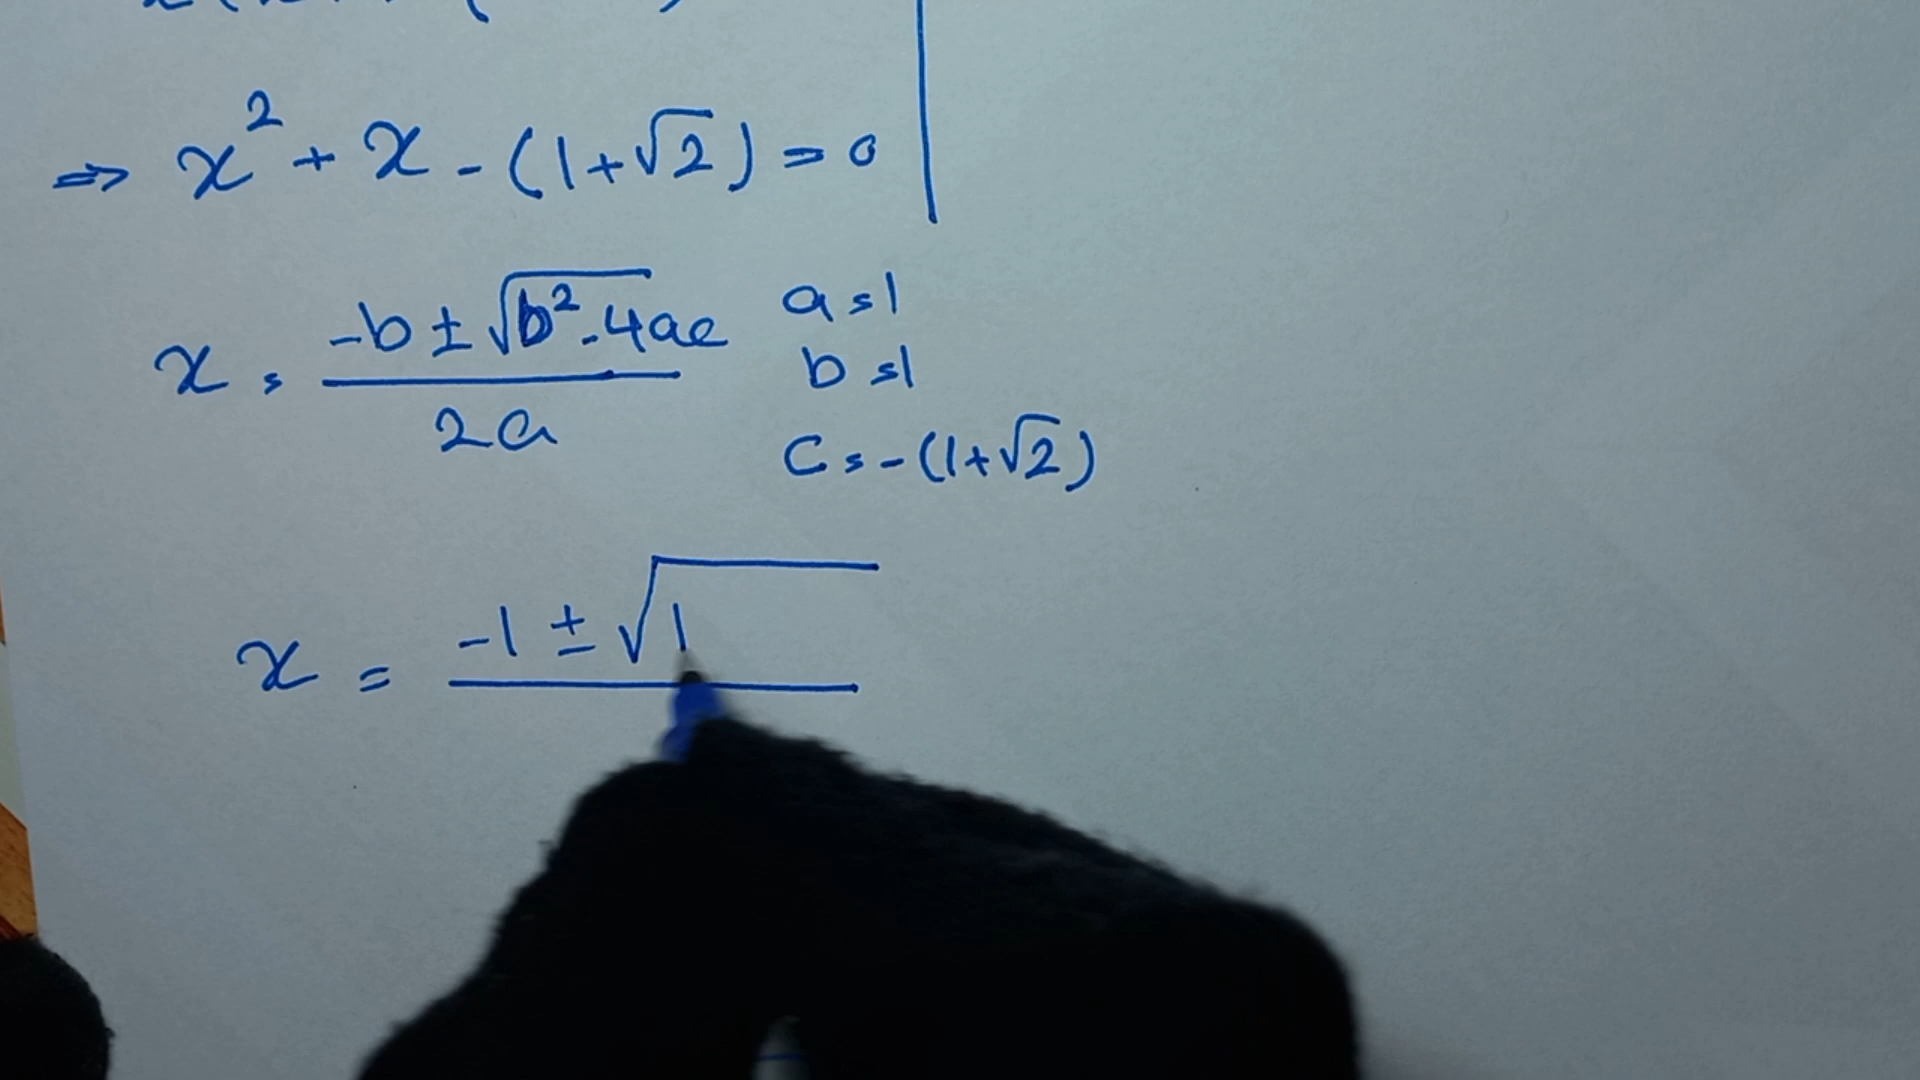 ⇒ x² + x - (1+√2) = 0
x = (-b ± √(b²-4ac))/(2a)
a = 1
b = 1
c = -(1+√2)
x = -1 ± √1